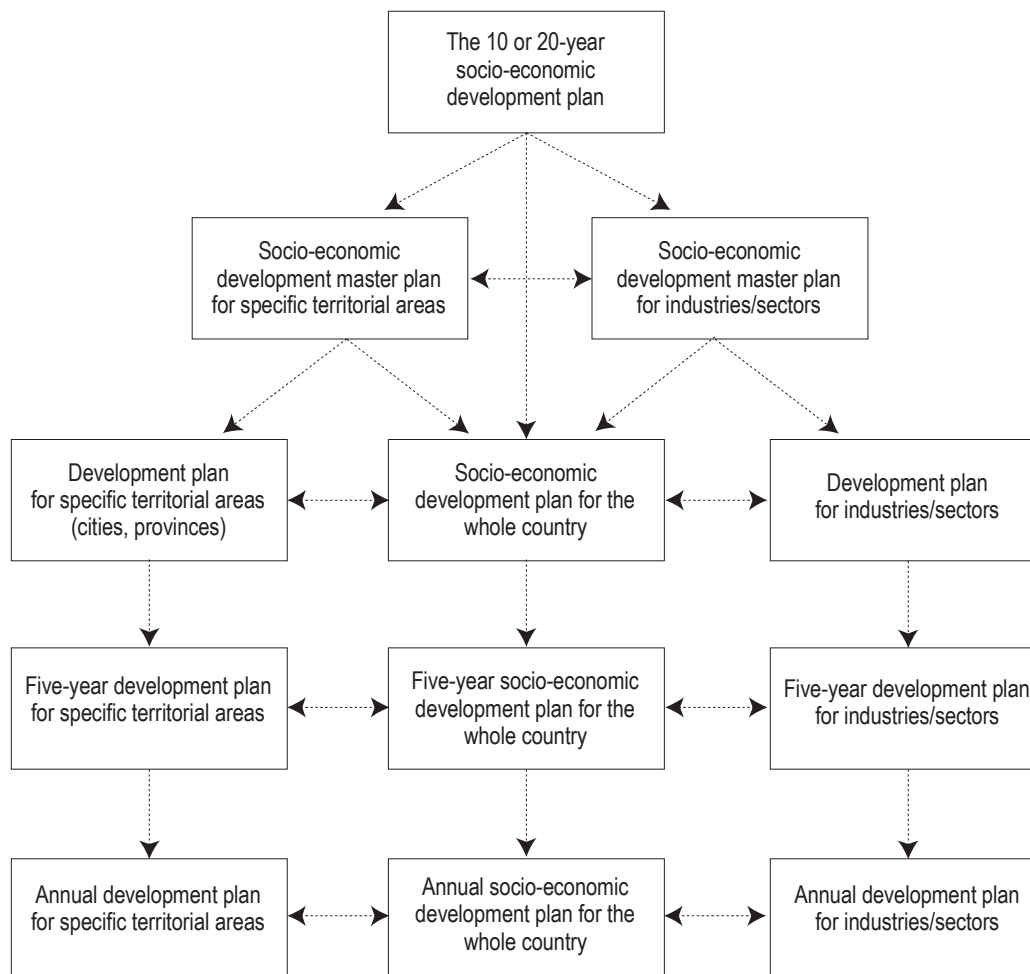 The 10 or 20-year
socio-economic
development plan
Socio-economic
development master plan
for specific territorial areas
Socio-economic
development master plan
for industries/sectors
Development plan
for specific territorial areas
(cities, provinces)
Socio-economic
development plan for the
whole country
Development plan
for industries/sectors
Five-year development plan
for specific territorial areas
Five-year socio-economic
development plan for the
whole country
Five-year development plan
for industries/sectors
Annual development plan
for specific territorial areas
Annual socio-economic
development plan for the
whole country
Annual development plan
for industries/sectors